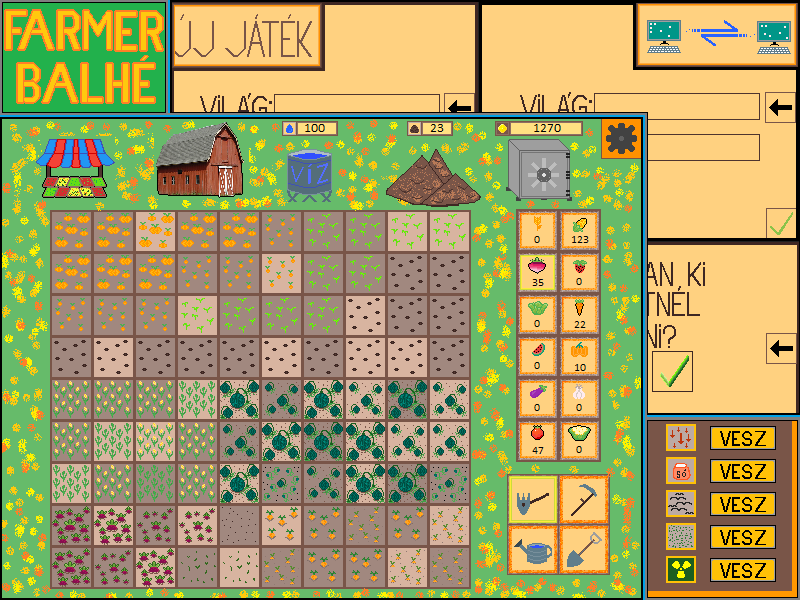 FARMER
BALHÉ
ÚJ JÁTÉK
VILÁG:
VILÁG:
100
23
1270
VÍZ
0
123
35
0
0
22
0
10
0
0
47
0
AN, KI
TNÉL
NI?
VESZ
SÓ
VESZ
VESZ
VESZ
VESZ